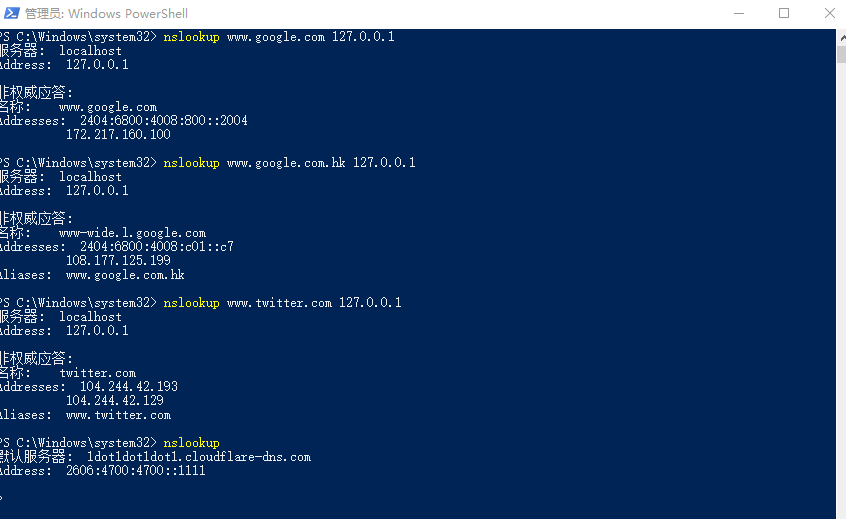 管理员: Windows PowerShell
PS C:\Windows\system32> nslookup www.google.com 127.0.0.1
服务器:  localhost
Address:  127.0.0.1
非权威应答:
名称:    www.google.com
Addresses:  2404:6800:4008:800::2004
172.217.160.100
PS C:\Windows\system32> nslookup www.google.com.hk 127.0.0.1
服务器:  localhost
Address:  127.0.0.1
非权威应答:
名称:    www-wide.l.google.com
Addresses:  2404:6800:4008:c01::c7
108.177.125.199
Aliases:  www.google.com.hk
PS C:\Windows\system32> nslookup www.twitter.com 127.0.0.1
服务器:  localhost
Address:  127.0.0.1
非权威应答:
名称:    twitter.com
Addresses:  104.244.42.193
104.244.42.129
Aliases:  www.twitter.com
PS C:\Windows\system32> nslookup
默认服务器:  1dot1dot1dot1.cloudflare-dns.com
Address:  2606:4700:4700::1111
>